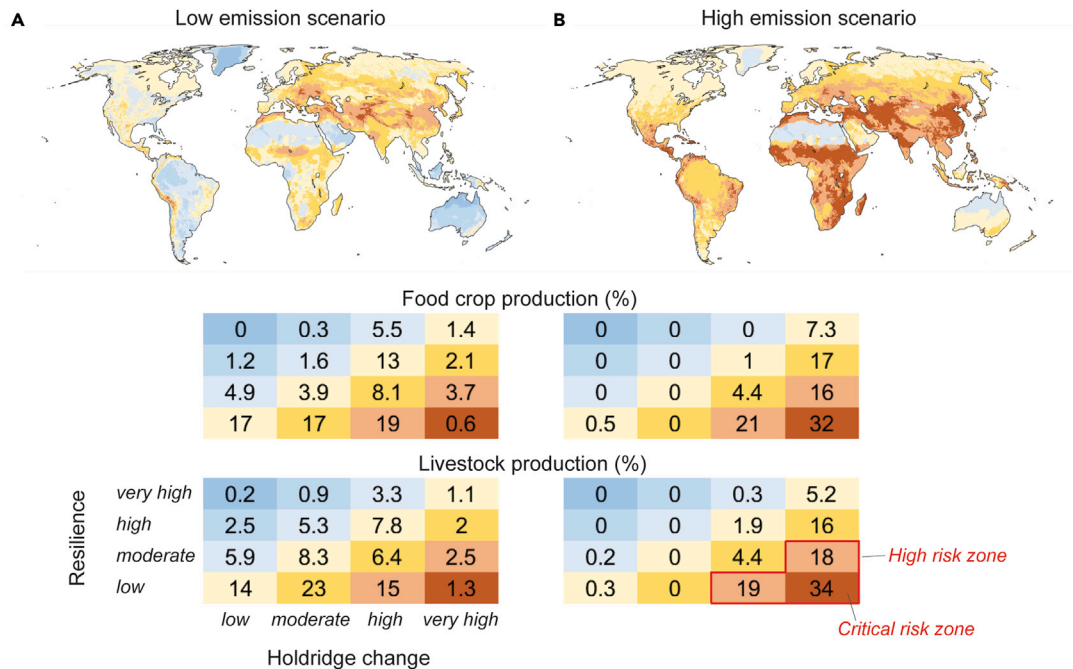 A Low emission scenario B High emission scenario
Food crop production (%)
0 0.3 5.5 1.4 0 0 0 7.3
1.2 1.6 13 2.1 0 0 1 17
4.9 3.9 8.1 3.7 0 0 4.4 16
17 17 19 0.6 0.5 0 21 32
Livestock production (%)
Resilience
very high 0.2 0.9 3.3 1.1 0 0 0.3 5.2
high 2.5 5.3 7.8 2 0 0 1.9 16
moderate 5.9 8.3 6.4 2.5 0.2 0 4.4 18 High risk zone
low 14 23 15 1.3 0.3 0 19 34
low moderate high very high Critical risk zone
Holdridge change